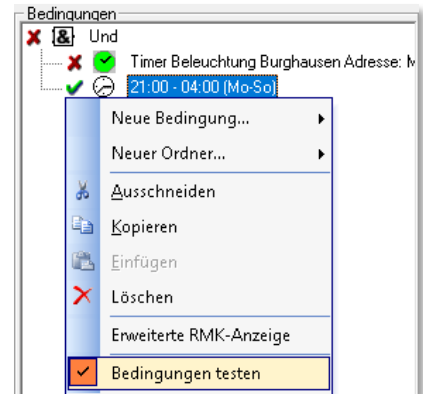 Bedingungen
& Und
Timer Beleuchtung Burghausen Adresse: M
21:00 - 04:00 (Mo-So)
Neue Bedingung...
Neuer Ordner...
Ausschneiden
Kopieren
Einfügen
Löschen
Erweiterte RMK-Anzeige
Bedingungen testen